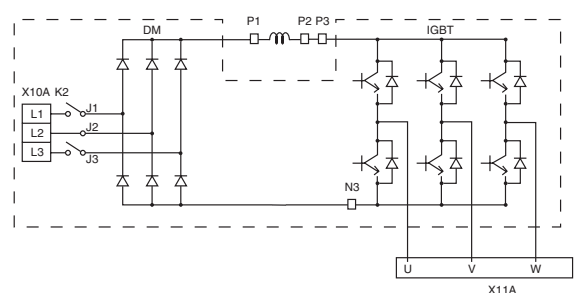 P1 P2 P3
DM IGBT
X10A K2
L1 J1
L2 J2
L3 J3
N3
U V W
X11A